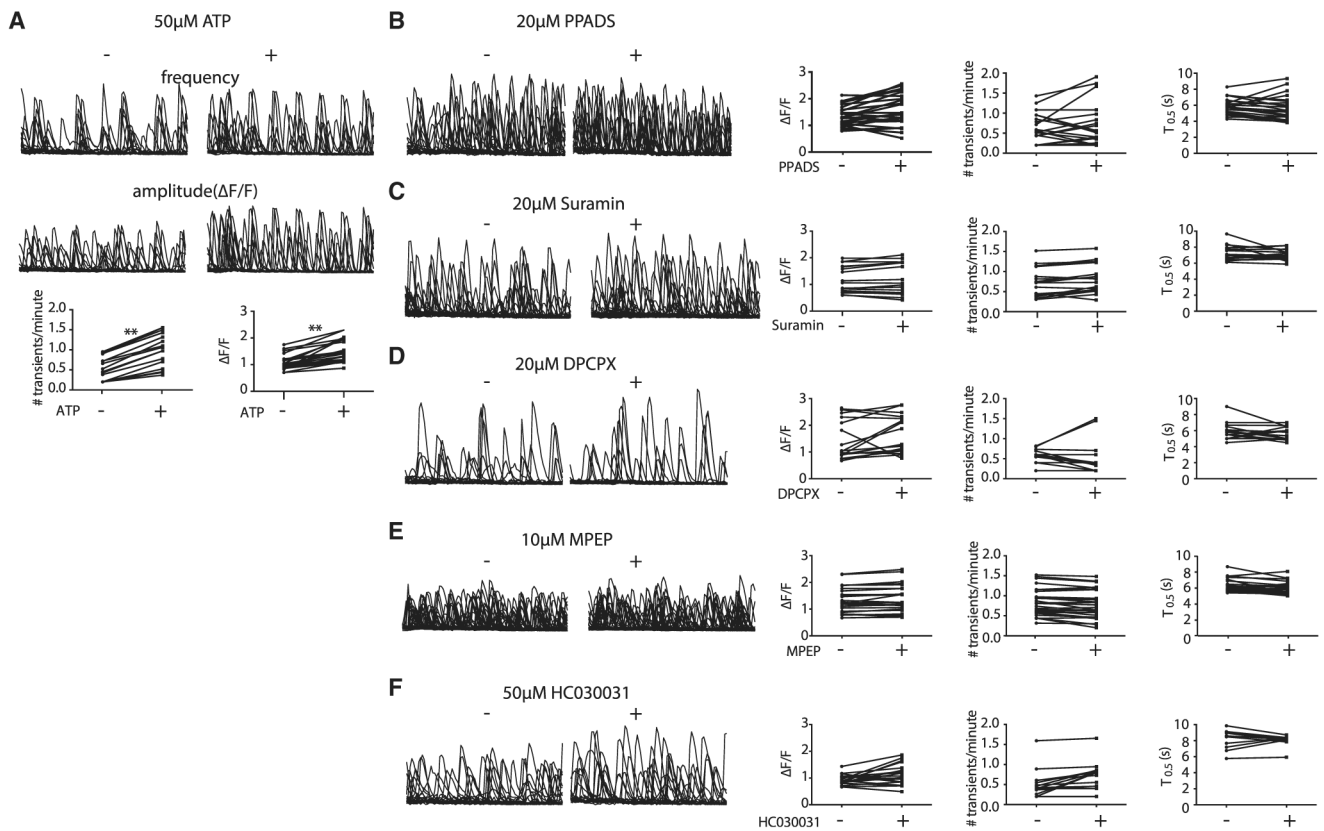 A
50μM ATP
- +
frequency
amplitude(ΔF/F)
# transients/minute
2.0
1.5
1.0
0.5
0.0
**
ATP - +
ΔF/F
3
2
1
0
**
ATP - +
B
20μM PPADS
- +
ΔF/F
3
2
1
0
PPADS - +
# transients/minute
2.0
1.5
1.0
0.5
0.0
- +
T 0.5 (s)
10
8
6
4
2
0
- +
C
20μM Suramin
- +
ΔF/F
3
2
1
0
Suramin - +
# transients/minute
2.0
1.5
1.0
0.5
0.0
- +
T 0.5 (s)
10
8
6
4
2
0
- +
D
20μM DPCPX
- +
ΔF/F
3
2
1
0
DPCPX - +
# transients/minute
2.0
1.5
1.0
0.5
0.0
- +
T 0.5 (s)
10
8
6
4
2
0
- +
E
10μM MPEP
- +
ΔF/F
3
2
1
0
MPEP - +
# transients/minute
2.0
1.5
1.0
0.5
0.0
- +
T 0.5 (s)
10
8
6
4
2
0
- +
F
50μM HC030031
- +
ΔF/F
3
2
1
0
HC030031 - +
# transients/minute
2.0
1.5
1.0
0.5
0.0
- +
T 0.5 (s)
10
8
6
4
2
0
- +